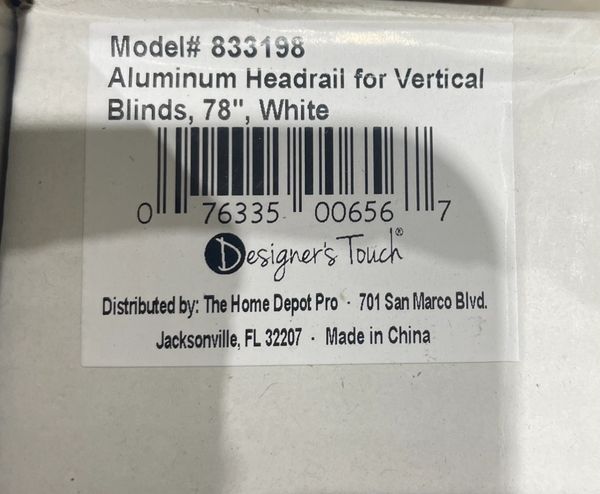 Model# 833198
Aluminum Headrail for Vertical
Blinds, 78", White
0 76335 00656 7
Designer's Touch®
Distributed by: The Home Depot Pro · 701 San Marco Blvd.
Jacksonville, FL 32207 · Made in China